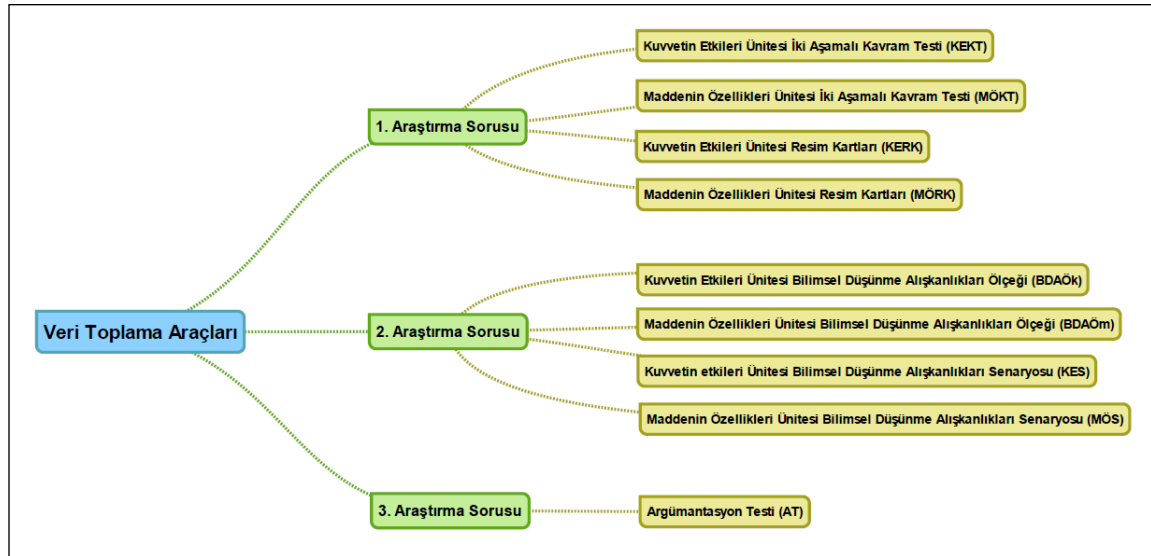 Veri Toplama Araçları
1. Araştırma Sorusu
Kuvvetin Etkileri Ünitesi İki Aşamalı Kavram Testi (KEKT)
Maddenin Özellikleri Ünitesi İki Aşamalı Kavram Testi (MÖKT)
Kuvvetin Etkileri Ünitesi Resim Kartları (KERK)
Maddenin Özellikleri Ünitesi Resim Kartları (MÖRK)
2. Araştırma Sorusu
Kuvvetin Etkileri Ünitesi Bilimsel Düşünme Alışkanlıkları Ölçeği (BDAÖk)
Maddenin Özellikleri Ünitesi Bilimsel Düşünme Alışkanlıkları Ölçeği (BDAÖm)
Kuvvetin etkileri Ünitesi Bilimsel Düşünme Alışkanlıkları Senaryosu (KES)
Maddenin Özellikleri Ünitesi Bilimsel Düşünme Alışkanlıkları Senaryosu (MÖS)
3. Araştırma Sorusu
Argümantasyon Testi (AT)